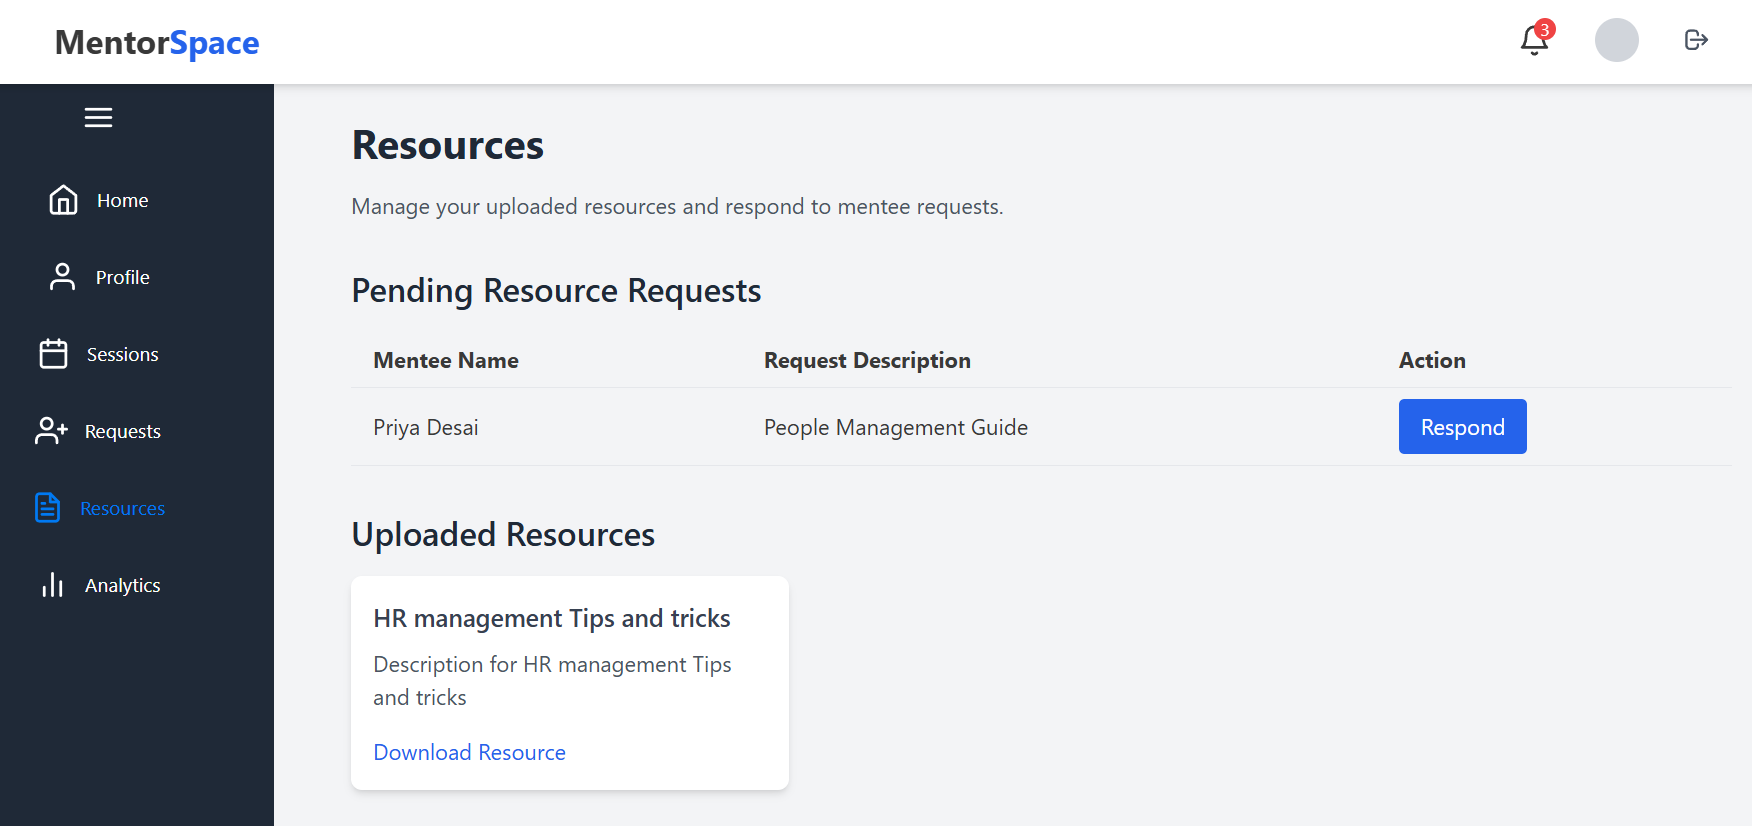 MentorSpace
3
Home
Profile
Sessions
Requests
Resources
Analytics
Resources
Manage your uploaded resources and respond to mentee requests.
Pending Resource Requests
Mentee Name Request Description Action
Priya Desai People Management Guide Respond
Uploaded Resources
HR management Tips and tricks
Description for HR management Tips
and tricks
Download Resource